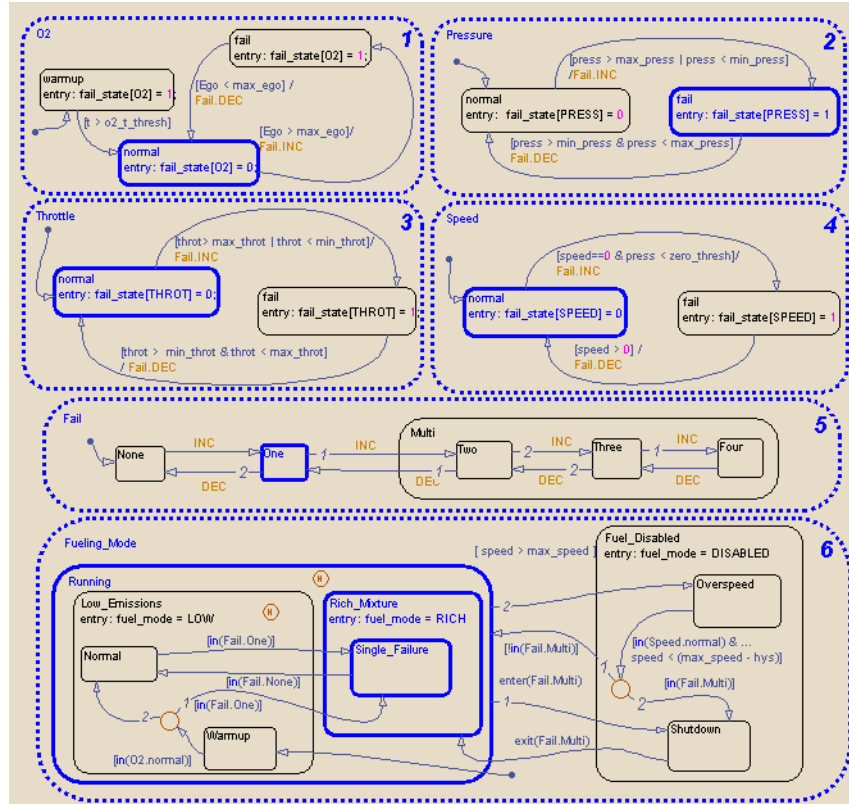 O2
1
fail
entry: fail_state[O2] = 1;
warmup
entry: fail_state[O2] = 1;
[Ego < max_ego] /
Fail.DEC
[t > o2_t_thresh]
[Ego > max_ego]/
Fail.INC
normal
entry: fail_state[O2] = 0;
Pressure
2
[press > max_press | press < min_press]
/Fail.INC
normal
entry: fail_state[PRESS] = 0
fail
entry: fail_state[PRESS] = 1
[press > min_press & press < max_press]
Fail.DEC
Throttle
3
[throt> max_throt | throt < min_throt]/
Fail.INC
normal
entry: fail_state[THROT] = 0;
fail
entry: fail_state[THROT] = 1;
[throt > min_throt & throt < max_throt]
/ Fail.DEC
Speed
4
[speed==0 & press < zero_thresh]/
Fail.INC
normal
entry: fail_state[SPEED] = 0
fail
entry: fail_state[SPEED] = 1
[speed > 0] /
Fail.DEC
Fail
5
Multi
None
INC
DEC
One
1
2
INC
DEC
Two
2
1
INC
DEC
Three
1
2
INC
DEC
Four
Fueling_Mode
6
[ speed > max_speed ]
Fuel_Disabled
entry: fuel_mode = DISABLED
Running
H
Low_Emissions
entry: fuel_mode = LOW
H
Rich_Mixture
entry: fuel_mode = RICH
2
Overspeed
[in(Fail.One)]
Normal
Single_Failure
[in(Fail.None)]
1
[in(Fail.One)]
2
Warmup
[in(O2.normal)]
[!in(Fail.Multi)]
1
[in(Speed.normal) & ...
speed < (max_speed - hys)]
enter(Fail.Multi)
2
[in(Fail.Multi)]
1
Shutdown
exit(Fail.Multi)